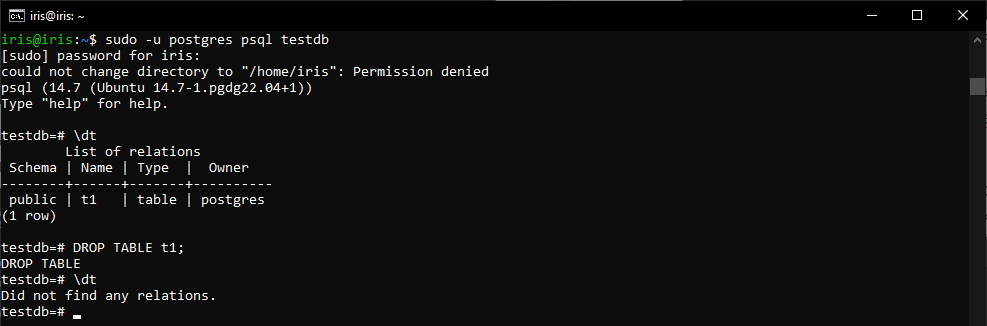 iris@iris: ~
iris@iris:~$ sudo -u postgres psql testdb
[sudo] password for iris:
could not change directory to "/home/iris": Permission denied
psql (14.7 (Ubuntu 14.7-1.pgdg22.04+1))
Type "help" for help.

testdb=# \dt
        List of relations
 Schema | Name | Type  |  Owner
--------+------+-------+----------
 public | t1   | table | postgres
(1 row)

testdb=# DROP TABLE t1;
DROP TABLE
testdb=# \dt
Did not find any relations.
testdb=#